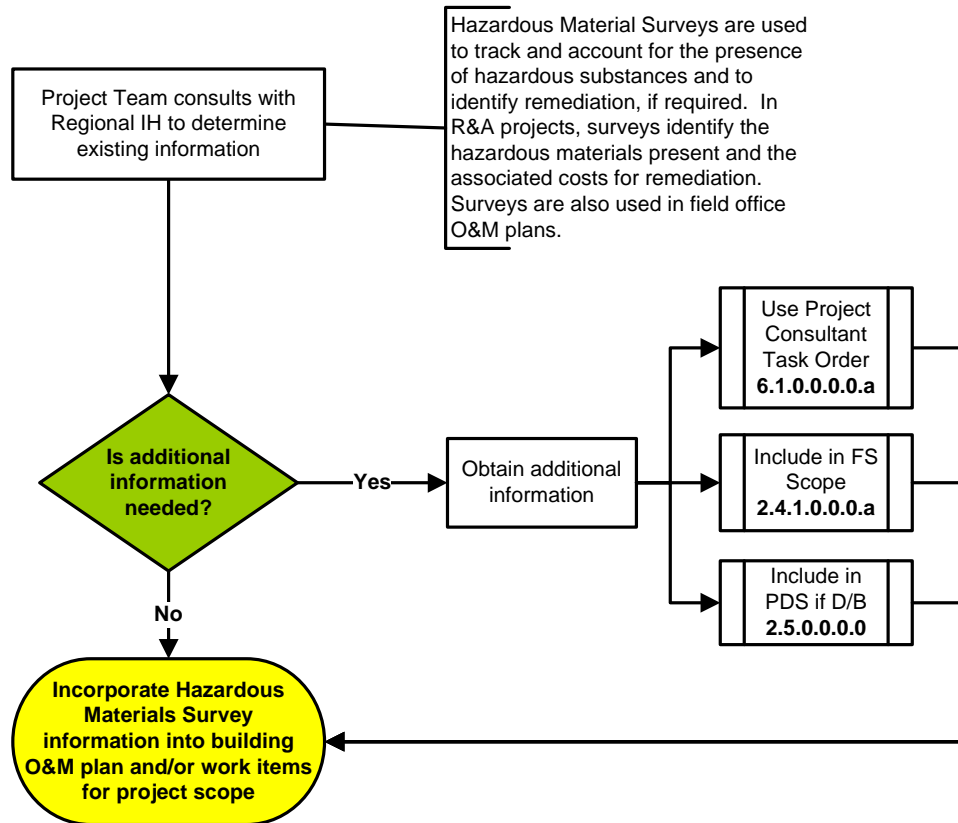 Project Team consults with
Regional IH to determine
existing information
Hazardous Material Surveys are used
to track and account for the presence
of hazardous substances and to
identify remediation, if required.  In
R&A projects, surveys identify the
hazardous materials present and the
associated costs for remediation.
Surveys are also used in field office
O&M plans.
Is additional
information
needed?
Yes
Obtain additional
information
Use Project
Consultant
Task Order
6.1.0.0.0.0.a
Include in FS
Scope
2.4.1.0.0.0.a
Include in
PDS if D/B
2.5.0.0.0.0
No
Incorporate Hazardous
Materials Survey
information into building
O&M plan and/or work items
for project scope